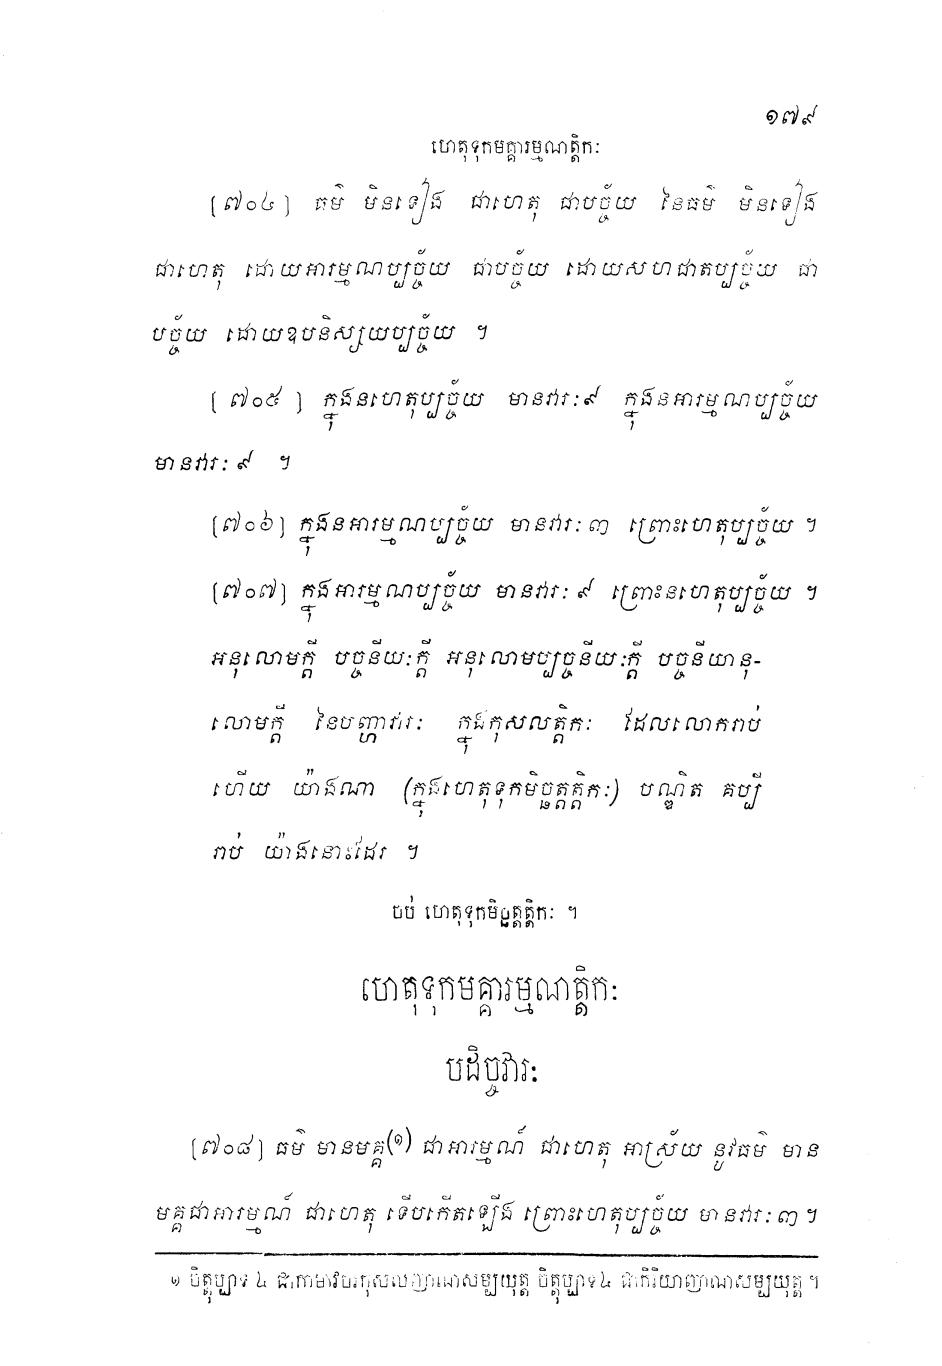 ១៧៩
ហេតុទុកមគ្គារម្មណត្តិកៈ
[៧០៤] ធម៌ មិនទៀង ជាហេតុ ជាបច្ច័យ នៃធម៌ មិនទៀង
ជាហេតុ ដោយអារម្មណប្បច្ច័យ ជាបច្ច័យ ដោយសហជាតប្បច្ច័យ ជា
បច្ច័យ ដោយឧបនិស្សយប្បច្ច័យ ។
[៧០៥] ក្នុងនហេតុប្បច្ច័យ មានវារៈ៩ ក្នុងនអារម្មណប្បច្ច័យ
មានវារៈ៩ ។
[៧០៦] ក្នុងនអារម្មណប្បច្ច័យ មានវារៈ៣ ព្រោះហេតុប្បច្ច័យ ។
[៧០៧] ក្នុងអារម្មណប្បច្ច័យ មានវារៈ ៩ ព្រោះនហេតុប្បច្ច័យ ។
អនុលោមក្តី បច្ចនីយៈក្តី អនុលោមប្បច្ចនីយៈក្តី បច្ចនីយានុ-
លោមក្តី នៃបញ្ហាវារៈ ក្នុងកុសលត្តិកៈ ដែលលោករាប់
ហើយ យ៉ាងណា (ក្នុងហេតុទុកមិច្ឆត្តត្តិកៈ) បណ្ឌិត គប្បី
រាប់ យ៉ាងនោះដែរ ។
ចប់ ហេតុទុកមិច្ឆត្តត្តិកៈ ។
ហេតុទុកមគ្គារម្មណត្តិកៈ
បដិច្ចវារៈ
[៧០៨] ធម៌ មានមគ្គ(១) ជាអារម្មណ៍ ជាហេតុ អាស្រ័យ នូវធម៌ មាន
មគ្គជាអារម្មណ៍ ជាហេតុ ទើបកើតឡើង ព្រោះហេតុប្បច្ច័យ មានវារៈ៣។
១ ចិត្តុប្បាទ ៤ ជាកាមាវចរកុសលញាណសម្បយុត្ត ចិត្តុប្បាទ៤ ជាកិរិយាញាណសម្បយុត្ត ។